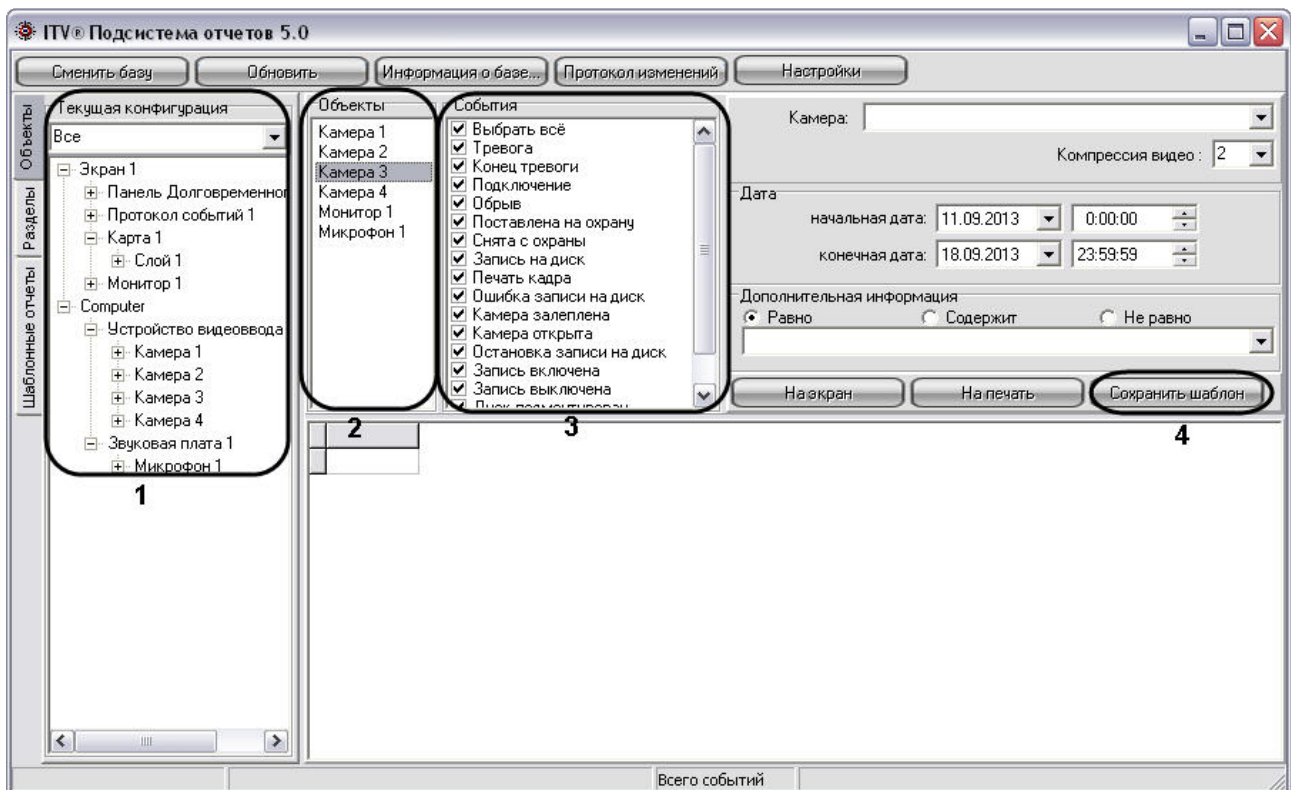 ITV® Подсистема отчетов 5.0
Сменить базу
Обновить
Информация о базе...
Протокол изменений
Настройки
Объекты
Разделы
Шаблонные отчеты
Текущая конфигурация
Все
Экран 1
Панель Долговременног
Протокол событий 1
Карта 1
Слой 1
Монитор 1
Computer
Устройство видеоввода
Камера 1
Камера 2
Камера 3
Камера 4
Звуковая плата 1
Микрофон 1
1
Объекты
Камера 1
Камера 2
Камера 3
Камера 4
Монитор 1
Микрофон 1
2
События
Выбрать всё
Тревога
Конец тревоги
Подключение
Обрыв
Поставлена на охрану
Снята с охраны
Запись на диск
Печать кадра
Ошибка записи на диск
Камера залеплена
Камера открыта
Остановка записи на диск
Запись включена
Запись выключена
3
Камера:
Компрессия видео : 2
Дата
начальная дата: 11.09.2013 0:00:00
конечная дата: 18.09.2013 23:59:59
Дополнительная информация
Равно Содержит Не равно
На экран
На печать
Сохранить шаблон
4
Всего событий